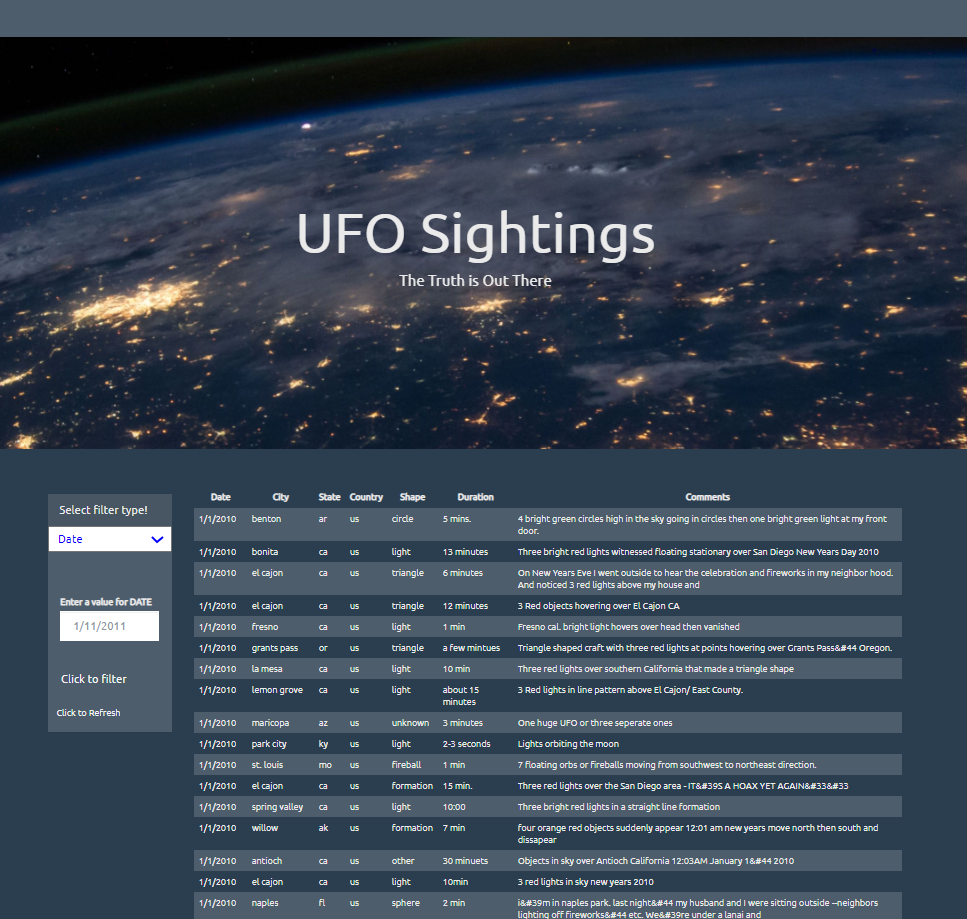 UFO Sightings
The Truth is Out There
Select filter type!
Date
Enter a value for DATE
1/11/2011
Click to filter
Click to Refresh
Date City State Country Shape Duration Comments
1/1/2010 benton ar us circle 5 mins. 4 bright green circles high in the sky going in circles then one bright green light at my front
door.
1/1/2010 bonita ca us light 13 minutes Three bright red lights witnessed floating stationary over San Diego New Years Day 2010
1/1/2010 el cajon ca us triangle 6 minutes On New Years Eve I went outside to hear the celebration and fireworks in my neighbor hood.
And noticed 3 red lights above my house and
1/1/2010 el cajon ca us triangle 12 minutes 3 Red objects hovering over El Cajon CA
1/1/2010 fresno ca us light 1 min Fresno cal. bright light hovers over head then vanished
1/1/2010 grants pass or us triangle a few mintues Triangle shaped craft with three red lights at points hovering over Grants Pass&#44 Oregon.
1/1/2010 la mesa ca us light 10 min Three red lights over southern California that made a triangle shape
1/1/2010 lemon grove ca us light about 15 3 Red lights in line pattern above El Cajon/ East County.
minutes
1/1/2010 maricopa az us unknown 3 minutes One huge UFO or three seperate ones
1/1/2010 park city ky us light 2-3 seconds Lights orbiting the moon
1/1/2010 st. louis mo us fireball 1 min 7 floating orbs or fireballs moving from southwest to northeast direction.
1/1/2010 el cajon ca us formation 15 min. Three red lights over the San Diego area - IT&#39S A HOAX YET AGAIN&#33&#33
1/1/2010 spring valley ca us light 10:00 Three bright red lights in a straight line formation
1/1/2010 willow ak us formation 7 min four orange red objects suddenly appear 12:01 am new years move north then south and
dissapear
1/1/2010 antioch ca us other 30 minuets Objects in sky over Antioch California 12:03AM January 1&#44 2010
1/1/2010 el cajon ca us light 10min 3 red lights in sky new years 2010
1/1/2010 naples fl us sphere 2 min i&#39m in naples park. last night&#44 my husband and I were sitting outside --neighbors
lighting off fireworks&#44 etc. We&#39re under a lanai and